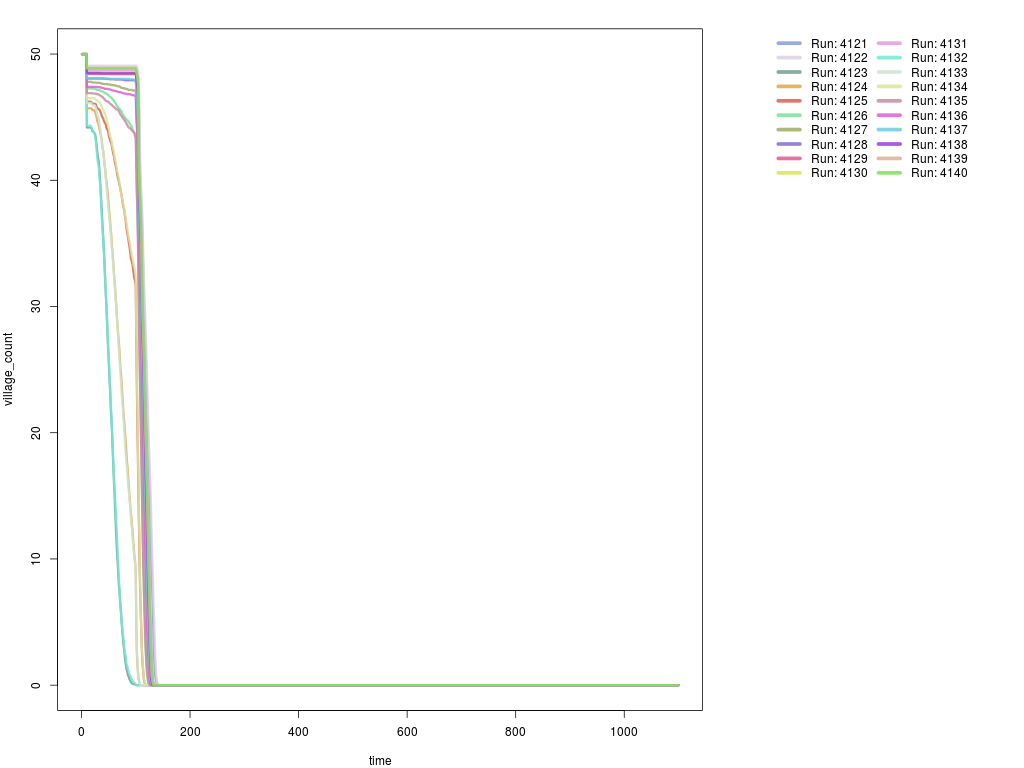 50
40
30
20
10
0
village_count
0 200 400 600 800 1000
time
Run: 4121 Run: 4131
Run: 4122 Run: 4132
Run: 4123 Run: 4133
Run: 4124 Run: 4134
Run: 4125 Run: 4135
Run: 4126 Run: 4136
Run: 4127 Run: 4137
Run: 4128 Run: 4138
Run: 4129 Run: 4139
Run: 4130 Run: 4140